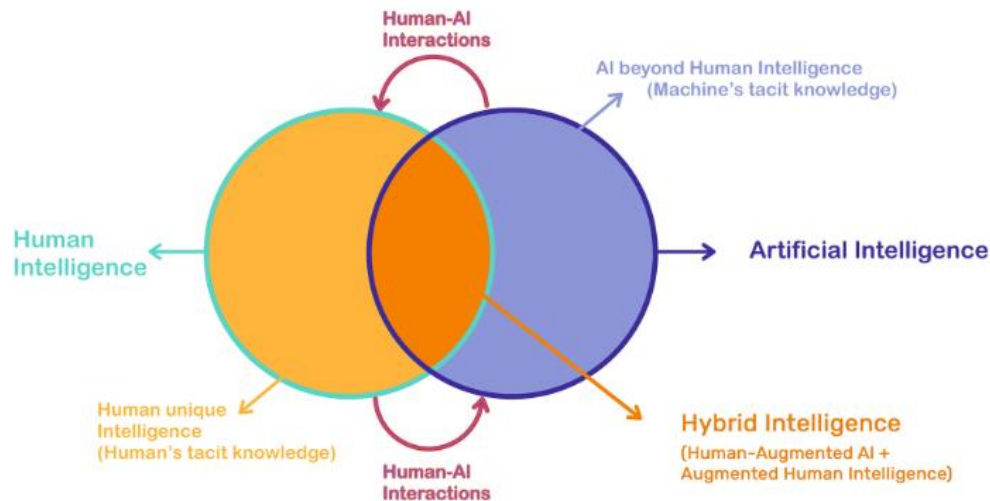 Human-AI
Interactions
AI beyond Human Intelligence
(Machine's tacit knowledge)
Human
Intelligence
Artificial Intelligence
Human unique
Intelligence
(Human's tacit knowledge)
Hybrid Intelligence
(Human-Augmented AI +
Augmented Human Intelligence)
Human-AI
Interactions